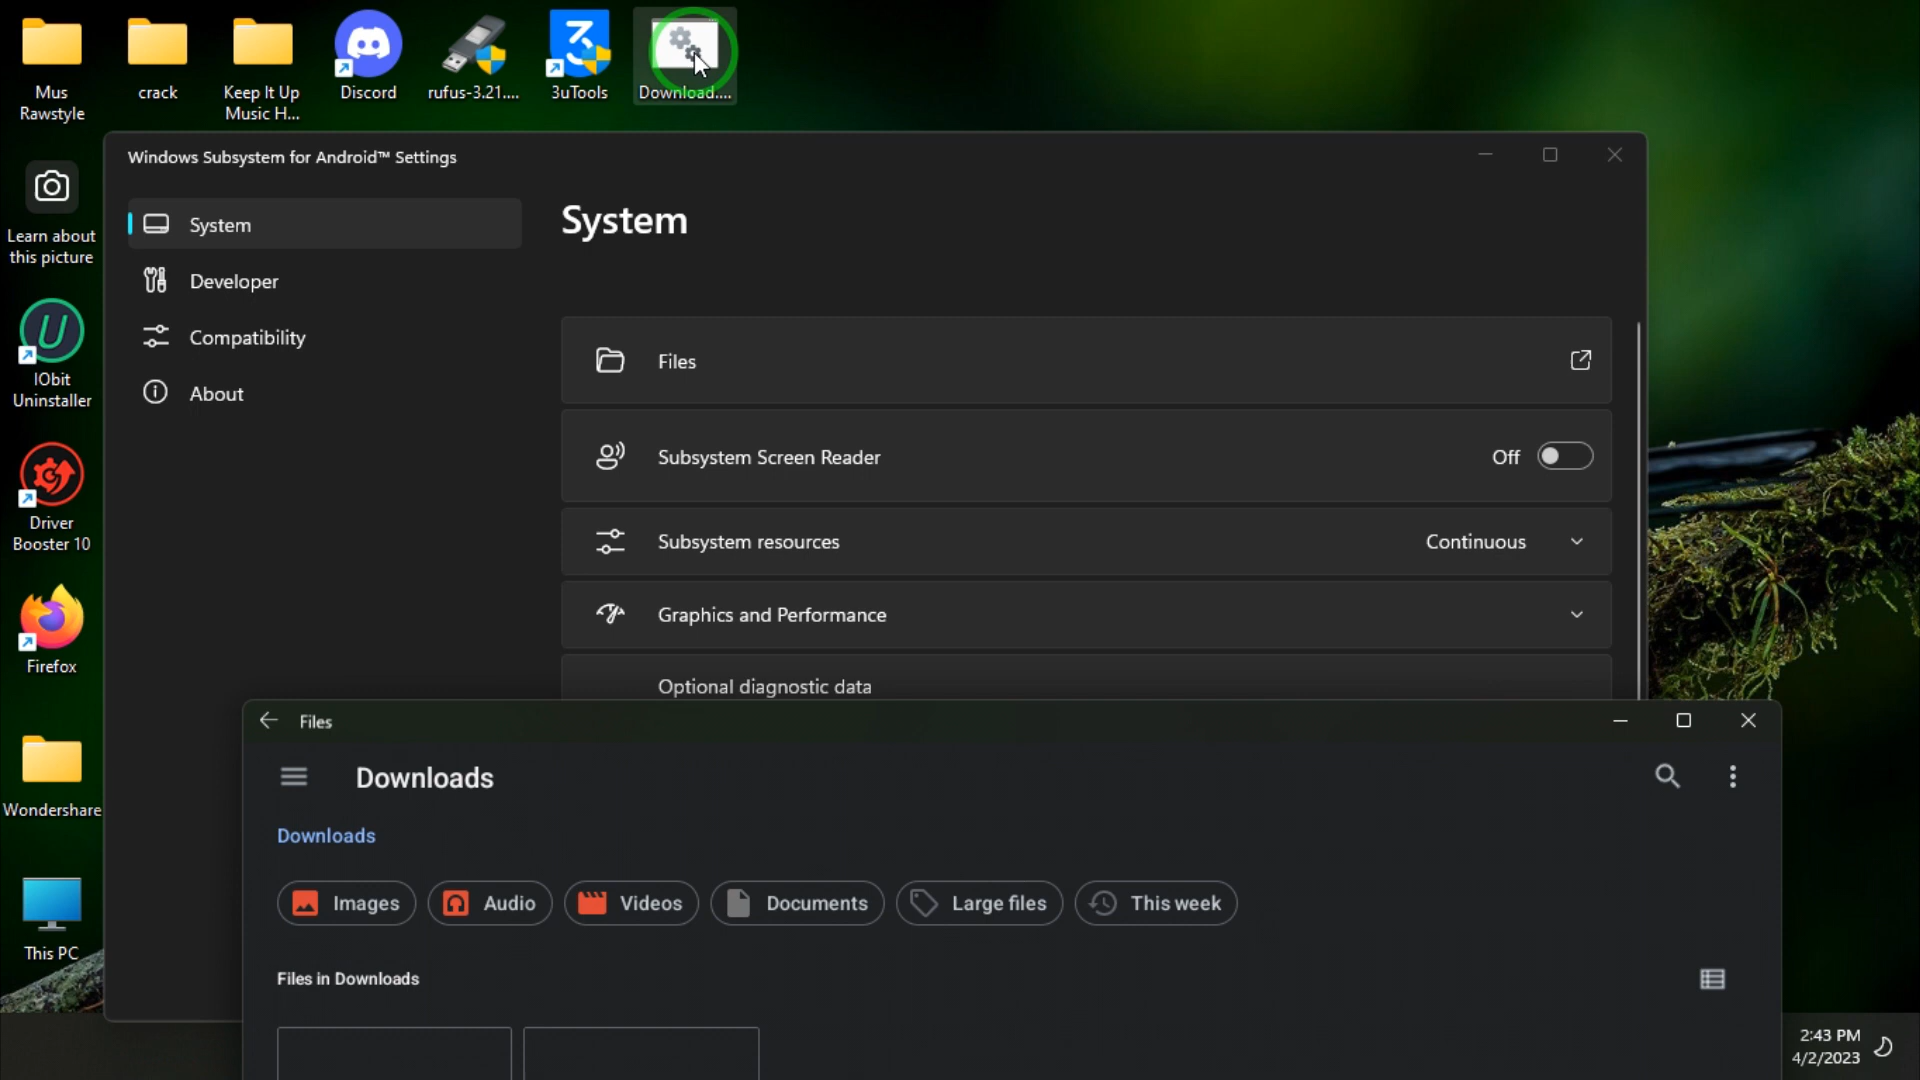 Mus
Rawstyle
crack
Keep It Up
Music H...
Discord
rufus-3.21....
3uTools
Download....
Learn about
this picture
IObit
Uninstaller
Driver
Booster 10
Firefox
Wondershare
This PC
Windows Subsystem for Android™ Settings
System
Developer
Compatibility
About
System
Files
Subsystem Screen Reader
Off
Subsystem resources
Continuous
Graphics and Performance
Optional diagnostic data
Files
Downloads
Downloads
Images
Audio
Videos
Documents
Large files
This week
Files in Downloads
2:43 PM
4/2/2023